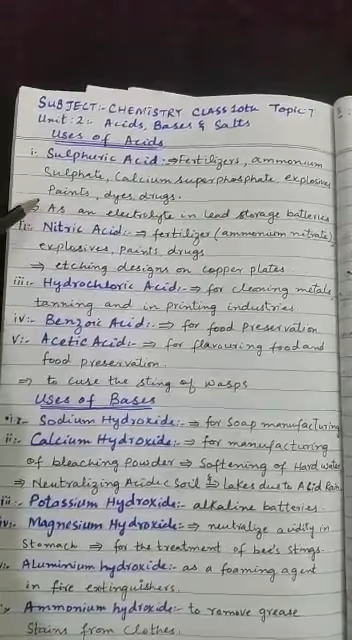 SUBJECT:- CHEMISTRY CLASS 10th Topic 7
Unit:2:- Acids, Bases & Salts
Uses of Acids
i:- Sulphuric Acid:⇒ Fertilizers, ammonium
Sulphate, Calcium superphosphate explosives
Paints, dyes, drugs.
⇒ As an electrolyte in lead storage batteries
ii:- Nitric Acid:- ⇒ fertilizer (ammonium nitrate)
explosives, paints, drugs
⇒ etching designs on copper plates
iii:- Hydrochloric Acid:- ⇒ for cleaning metals,
tanning and in printing industries
iv:- Benzoic Acid:- ⇒ for food preservation
v:- Acetic Acid:- ⇒ for flavouring food and
food preservation.
⇒ to cuse the sting of wasps
Uses of Bases
i:- Sodium Hydroxide:- ⇒ for Soap manufacturing
ii:- Calcium Hydroxide:- ⇒ for manufacturing
of bleaching powder ⇒ Softening of Hard water
⇒ Neutralizing Acidic Soil & lakes due to Acid Rain
iii:- Potassium Hydroxide:- alkaline batteries.
iv:- Magnesium Hydroxide:- ⇒ neutralize acidity in
Stomach ⇒ for the treatment of bee's stings.
Aluminium hydroxide:- as a foaming agent
in fire extinguishers.
Ammonium hydroxide:- to remove grease
Stains from clothes.